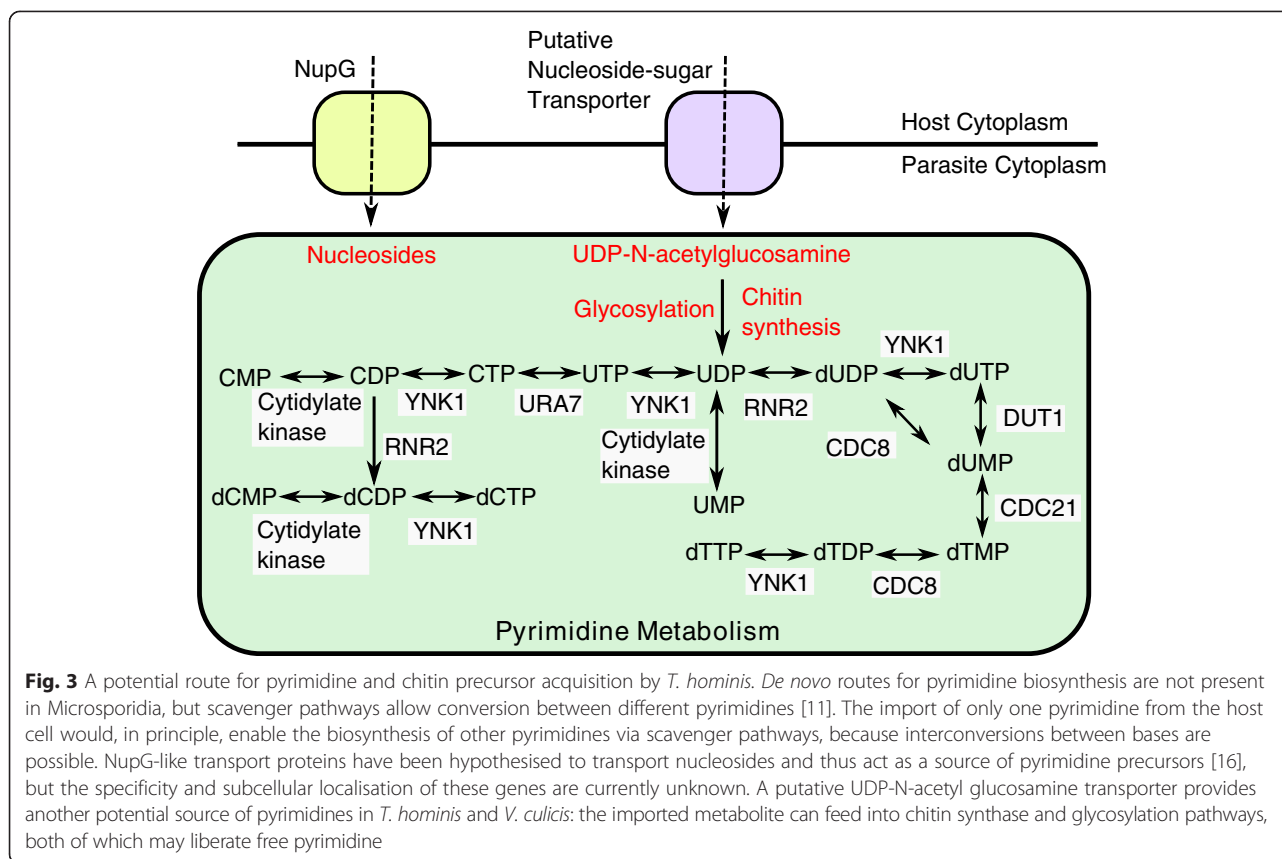 NupG
Putative
Nucleoside-sugar
Transporter
Host Cytoplasm
Parasite Cytoplasm
Nucleosides
UDP-N-acetylglucosamine
Glycosylation
Chitin
synthesis
YNK1
CMP
CDP
CTP
UTP
UDP
dUDP
dUTP
Cytidylate
kinase
YNK1
URA7
YNK1
RNR2
DUT1
RNR2
Cytidylate
kinase
CDC8
dUMP
dCMP
dCDP
dCTP
UMP
CDC21
Cytidylate
kinase
YNK1
dTTP
dTDP
dTMP
YNK1
CDC8
Pyrimidine Metabolism
Fig. 3 A potential route for pyrimidine and chitin precursor acquisition by T. hominis. De novo routes for pyrimidine biosynthesis are not present
in Microsporidia, but scavenger pathways allow conversion between different pyrimidines [11]. The import of only one pyrimidine from the host
cell would, in principle, enable the biosynthesis of other pyrimidines via scavenger pathways, because interconversions between bases are
possible. NupG-like transport proteins have been hypothesised to transport nucleosides and thus act as a source of pyrimidine precursors [16],
but the specificity and subcellular localisation of these genes are currently unknown. A putative UDP-N-acetyl glucosamine transporter provides
another potential source of pyrimidines in T. hominis and V. culicis: the imported metabolite can feed into chitin synthase and glycosylation pathways,
both of which may liberate free pyrimidine